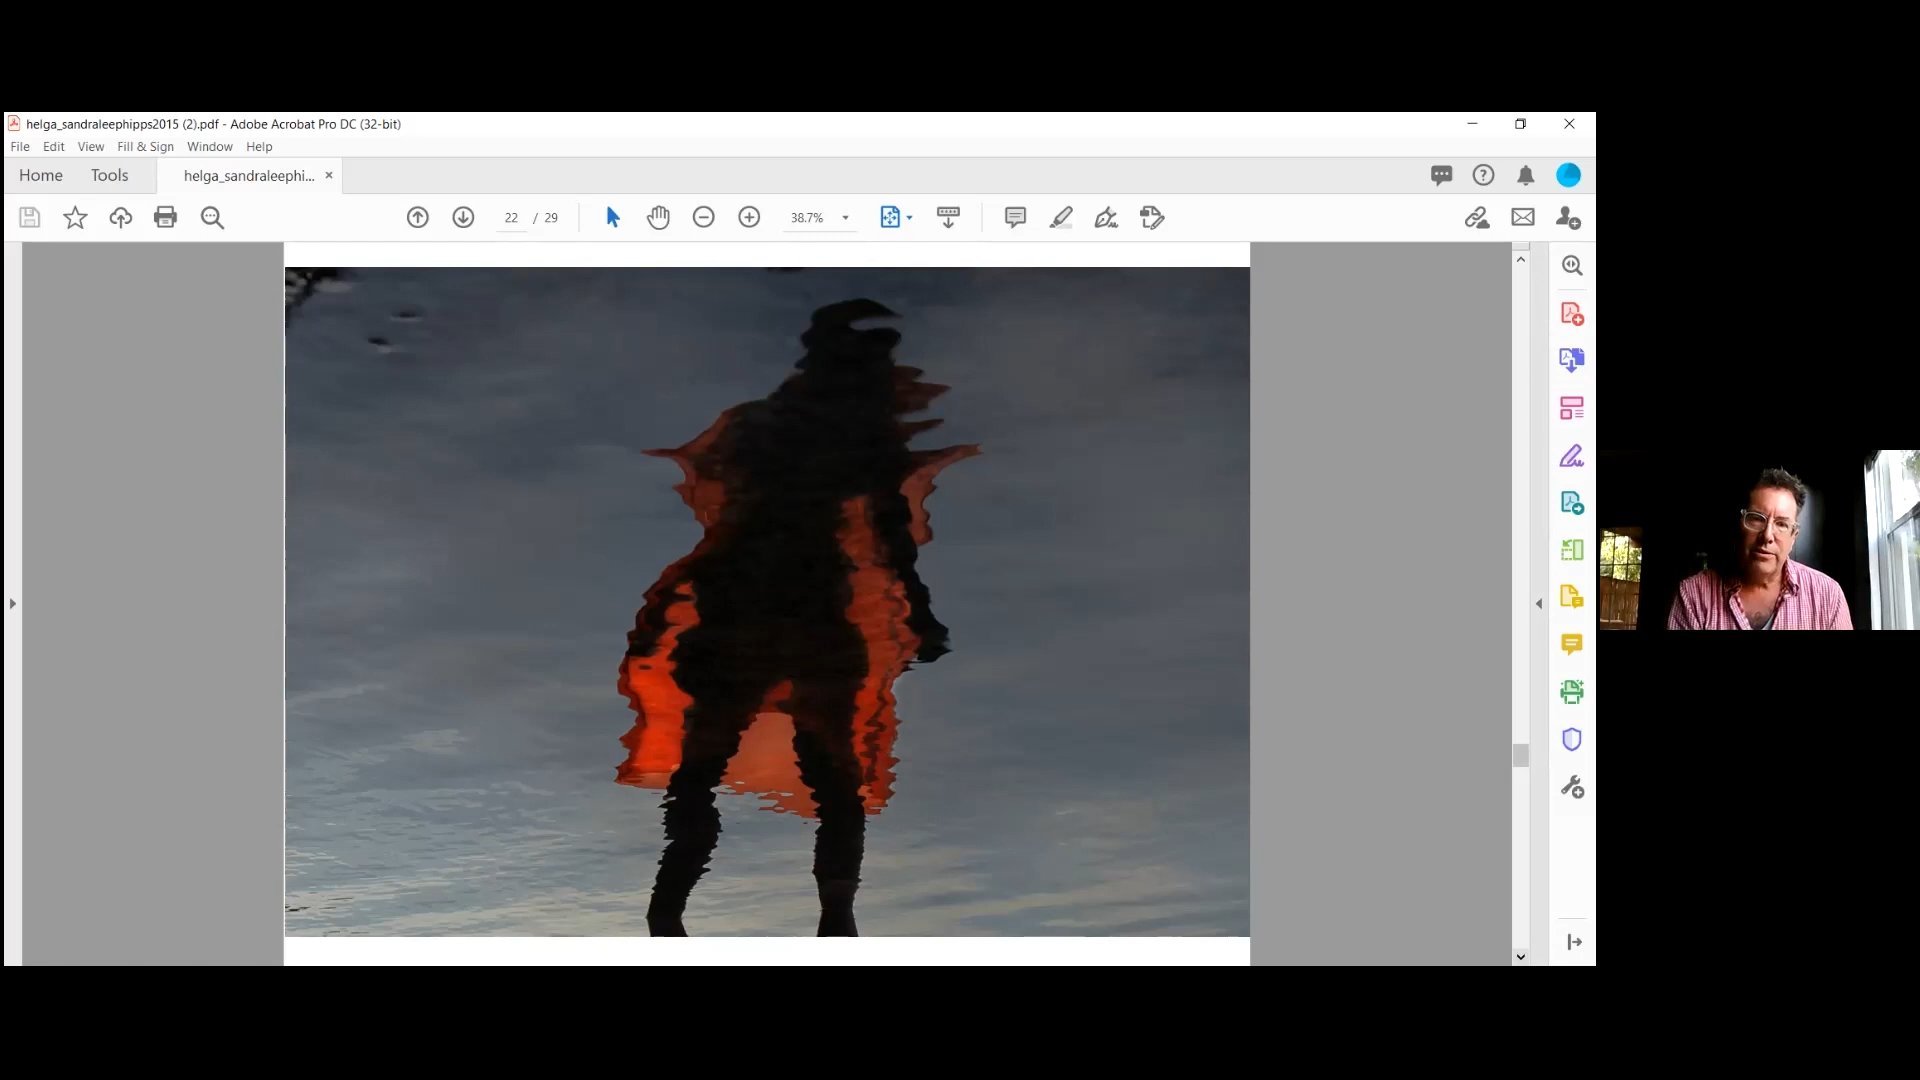 helga_sandraleephipps2015 (2).pdf - Adobe Acrobat Pro DC (32-bit)
File Edit View Fill & Sign Window Help
Home Tools helga_sandraleephi... ×
22 / 29 38.7%